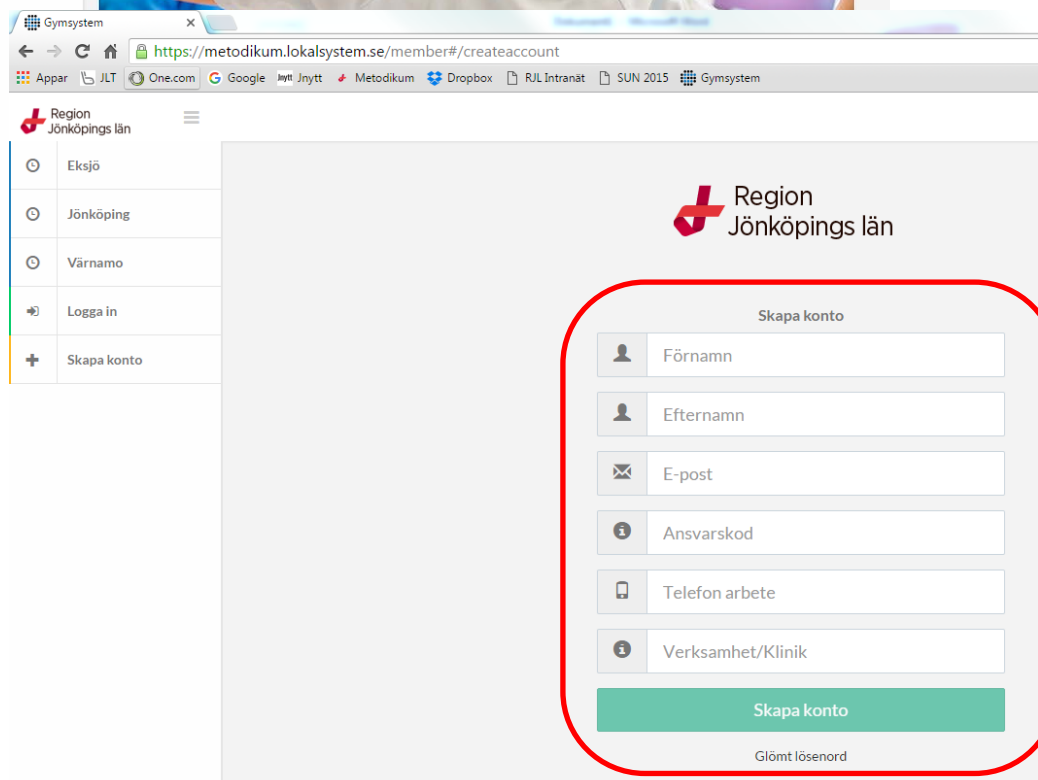 Gymsystem
https://metodikum.lokalsystem.se/member#/createaccount
Appar JLT One.com Google Jnytt Jnytt Metodikum Dropbox RJL Intranät SUN 2015 Gymsystem
Region
Jönköpings län
Eksjö
Jönköping
Värnamo
Logga in
Skapa konto
Region
Jönköpings län
Skapa konto
Förnamn
Efternamn
E-post
Ansvarskod
Telefon arbete
Verksamhet/Klinik
Skapa konto
Glömt lösenord